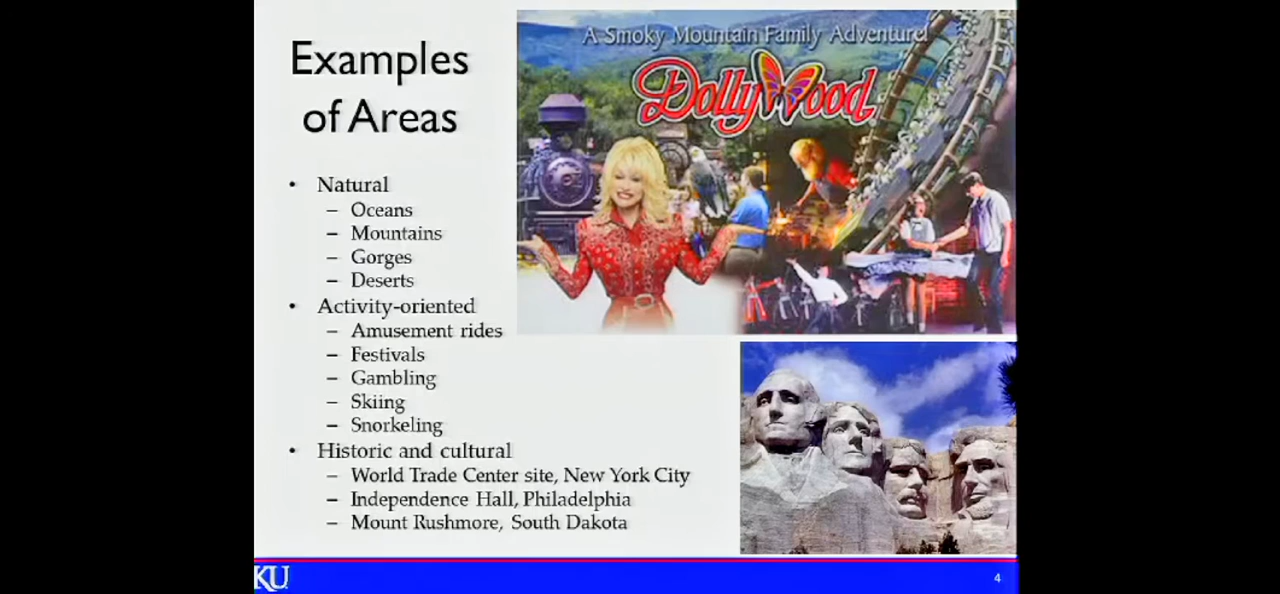 Examples
of Areas
• Natural
– Oceans
– Mountains
– Gorges
– Deserts
• Activity-oriented
– Amusement rides
– Festivals
– Gambling
– Skiing
– Snorkeling
• Historic and cultural
– World Trade Center site, New York City
– Independence Hall, Philadelphia
– Mount Rushmore, South Dakota
A Smoky Mountain Family Adventure!
DollyWood
KU
4